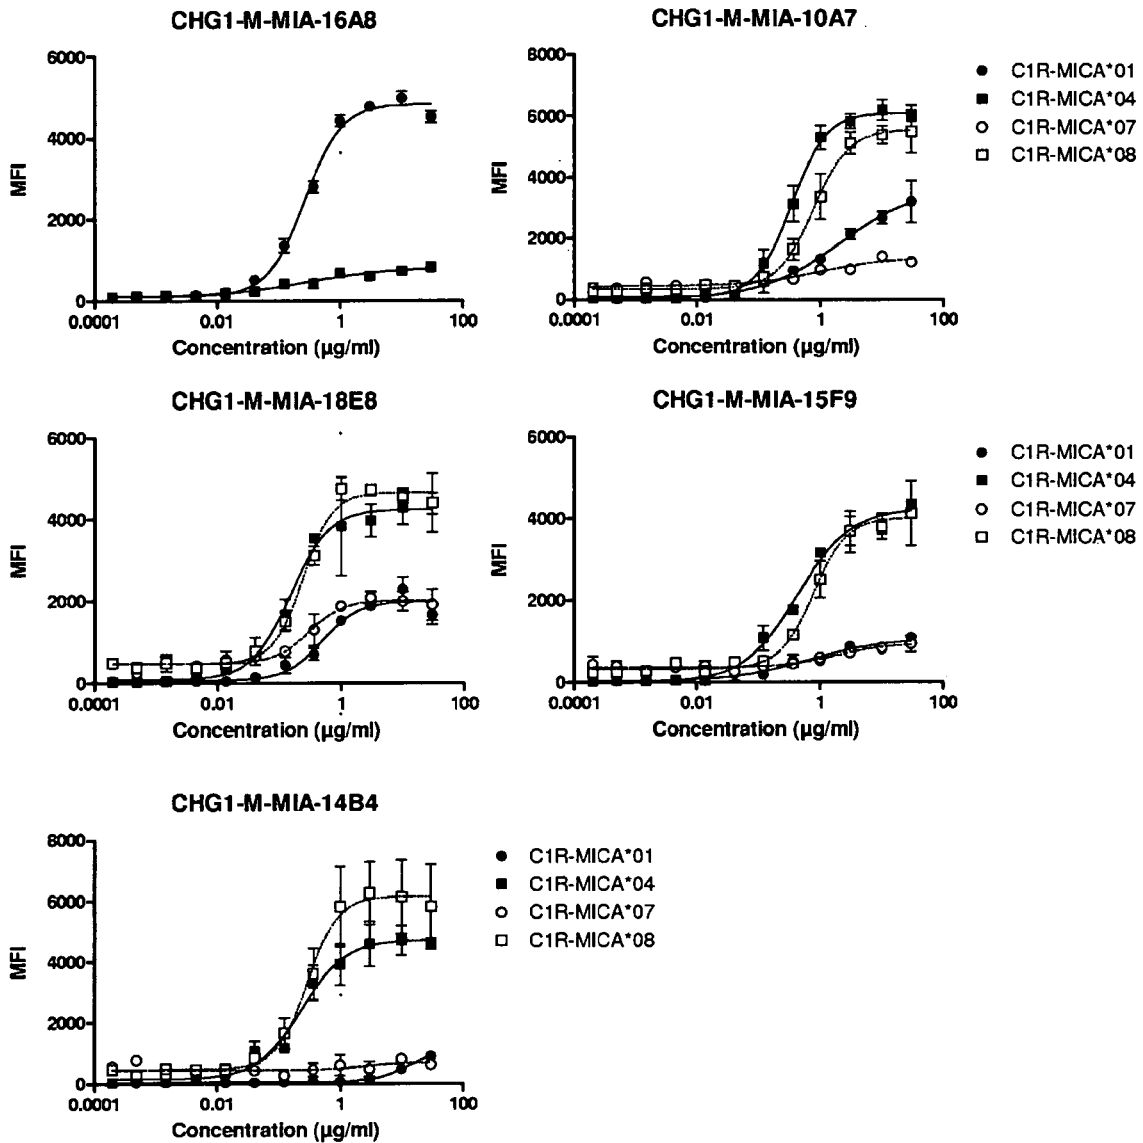 CHG1-M-MIA-16A8
6000
4000
2000
0
MFI
0.0001 0.01 1 100
Concentration (µg/ml)
CHG1-M-MIA-10A7
8000
6000
4000
2000
0
MFI
0.0001 0.01 1 100
Concentration (µg/ml)
C1R-MICA*01
C1R-MICA*04
C1R-MICA*07
C1R-MICA*08
CHG1-M-MIA-18E8
6000
4000
2000
0
MFI
0.0001 0.01 1 100
Concentration (µg/ml)
CHG1-M-MIA-15F9
6000
4000
2000
0
MFI
0.0001 0.01 1 100
Concentration (µg/ml)
C1R-MICA*01
C1R-MICA*04
C1R-MICA*07
C1R-MICA*08
CHG1-M-MIA-14B4
8000
6000
4000
2000
0
MFI
0.0001 0.01 1 100
Concentration (µg/ml)
C1R-MICA*01
C1R-MICA*04
C1R-MICA*07
C1R-MICA*08